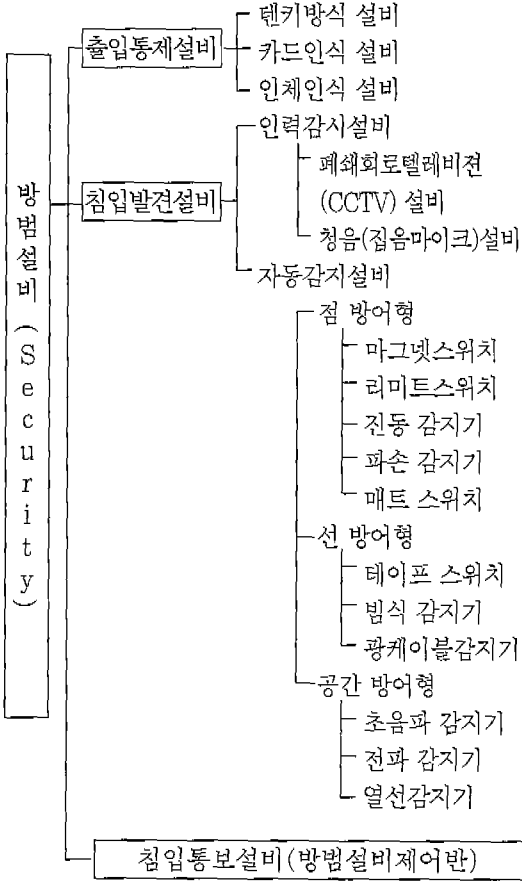 방범설비 (Security)
출입통제설비
텐키방식 설비
카드인식 설비
인체인식 설비
침입발견설비
인력감시설비
폐쇄회로텔레비젼
(CCTV) 설비
청음(집음마이크)설비
자동감지설비
점 방어형
마그넷스위치
리미트스위치
진동 감지기
파손 감지기
매트 스위치
선 방어형
테이프 스위치
빔식 감지기
광케이블감지기
공간 방어형
초음파 감지기
전파 감지기
열선감지기
침입통보설비(방범설비제어반)